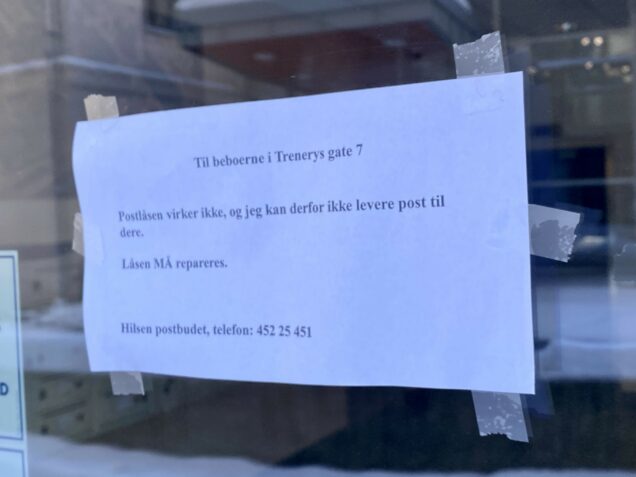 Til beboerne i Trenerys gate 7
Postlåsen virker ikke, og jeg kan derfor ikke levere post til
dere.
Låsen MÅ repareres.
Hilsen postbudet, telefon: 452 25 451
D